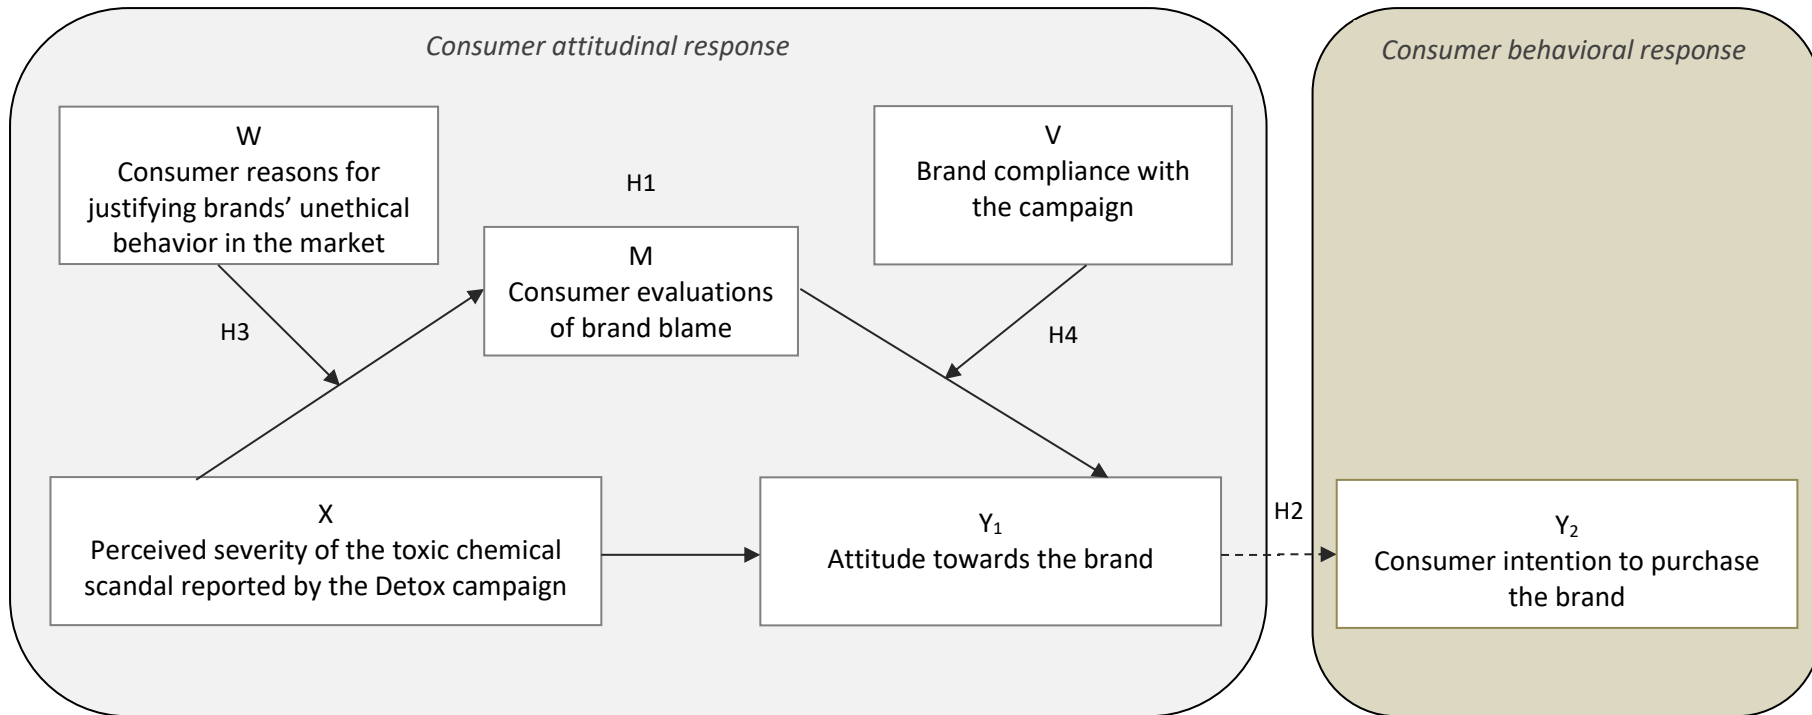 Consumer attitudinal response
Consumer behavioral response
W
Consumer reasons for
justifying brands’ unethical
behavior in the market
H1
V
Brand compliance with
the campaign
M
Consumer evaluations
of brand blame
H3
H4
X
Perceived severity of the toxic chemical
scandal reported by the Detox campaign
Y₁
Attitude towards the brand
H2
Y₂
Consumer intention to purchase
the brand